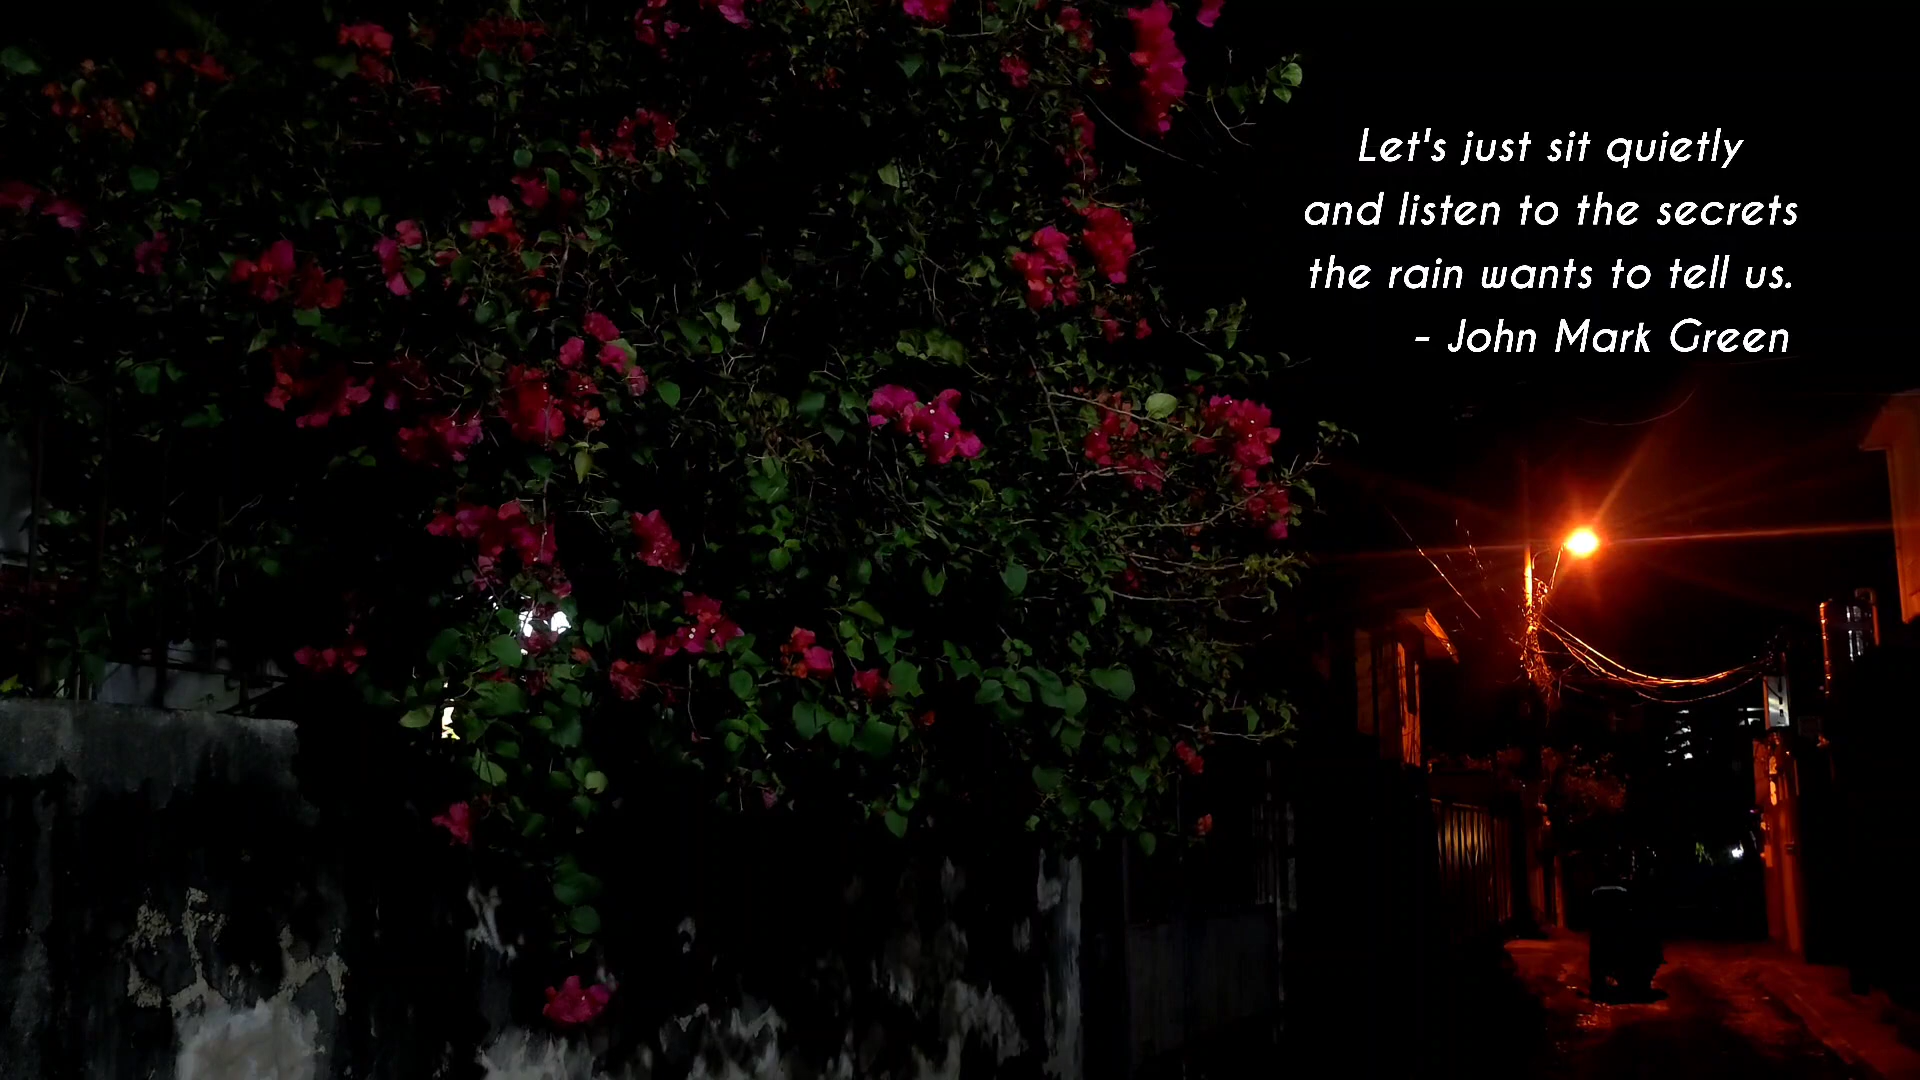 Let's just sit quietly
and listen to the secrets
the rain wants to tell us.
- John Mark Green